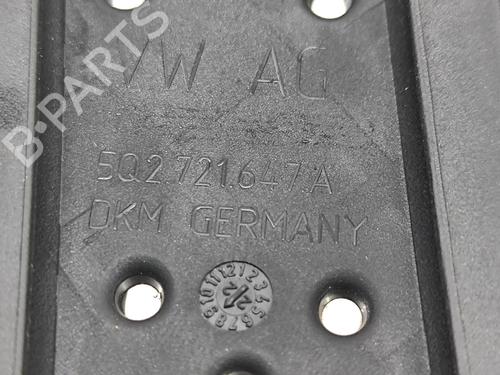 VW AG
5Q2.721.647.A
DKM GERMANY
B-PARTS